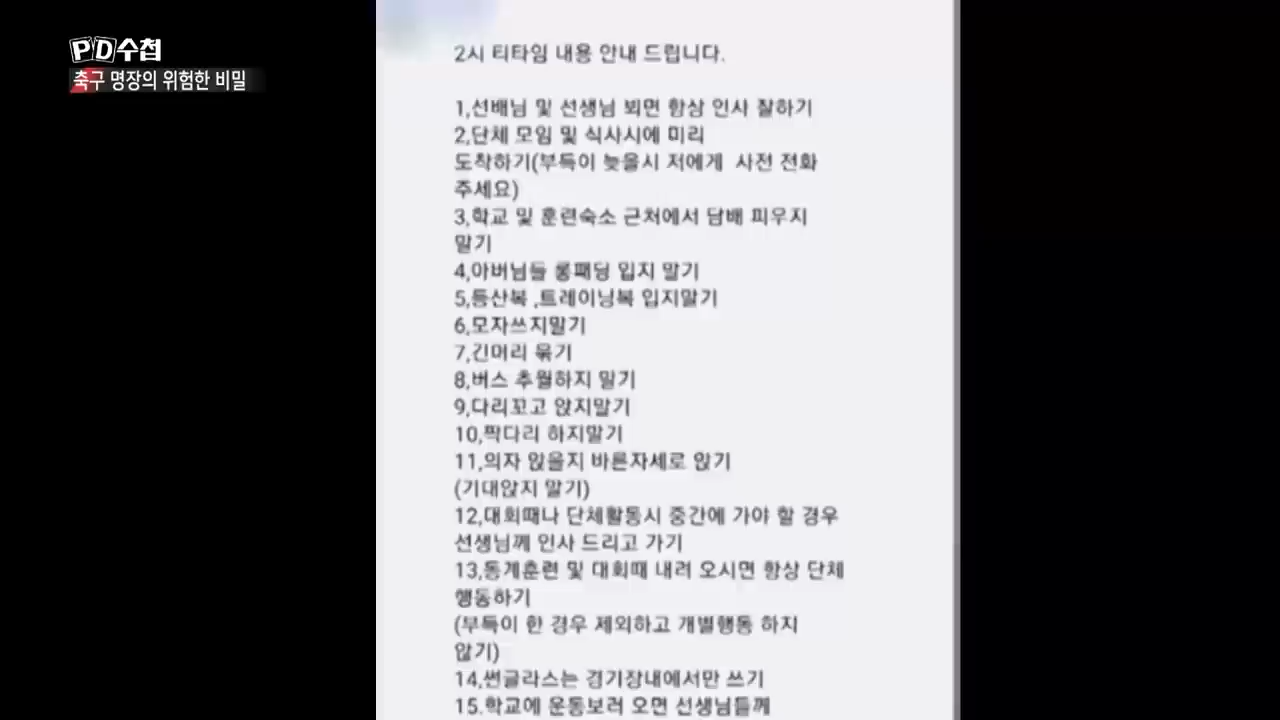 PD수첩
축구 명장의 위험한 비밀
2시 티타임 내용 안내 드립니다.
1,선배님 및 선생님 뵈면 항상 인사 잘하기
2,단체 모임 및 식사시에 미리
도착하기(부득이 늦을시 저에게 사전 전화
주세요)
3,학교 및 훈련숙소 근처에서 담배 피우지
말기
4,아버님들 롱패딩 입지 말기
5,등산복 ,트레이닝복 입지말기
6,모자쓰지말기
7,긴머리 묶기
8,버스 추월하지 말기
9,다리꼬고 앉지말기
10,짝다리 하지말기
11,의자 앉을지 바른자세로 앉기
(기대앉지 말기)
12,대회때나 단체활동시 중간에 가야 할 경우
선생님께 인사 드리고 가기
13,동계훈련 및 대회때 내려 오시면 항상 단체
행동하기
(부득이 한 경우 제외하고 개별행동 하지
않기)
14,썬글라스는 경기장내에서만 쓰기
15.학교에 운동보러 오면 선생님들께